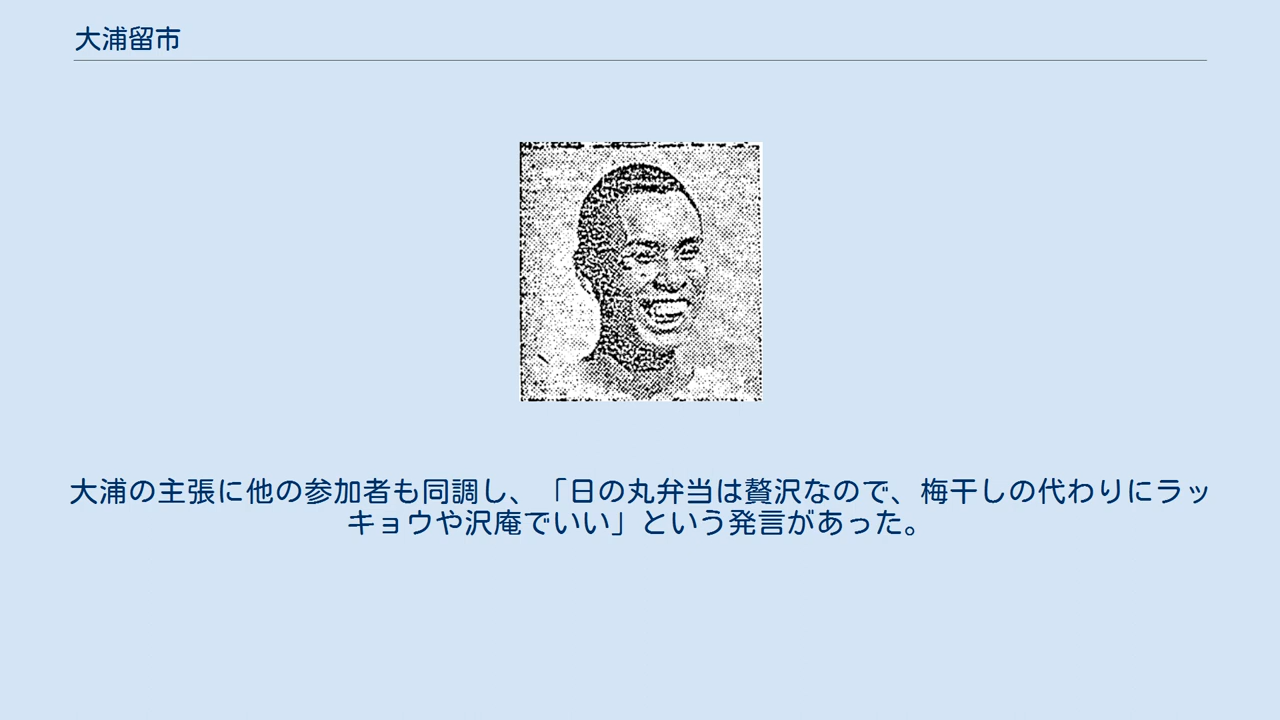 大浦留市
大浦の主張に他の参加者も同調し、「日の丸弁当は贅沢なので、梅干しの代わりにラッ
キョウや沢庵でいい」という発言があった。